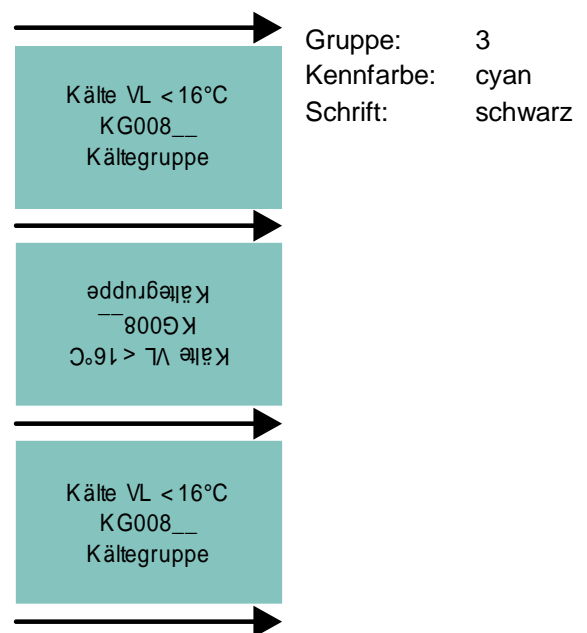 Kälte VL < 16°C
KG008__
Kältegruppe
Gruppe: 3
Kennfarbe: cyan
Schrift: schwarz
Kälte VL < 16°C
KG008__
Kältegruppe
Kälte VL < 16°C
KG008__
Kältegruppe